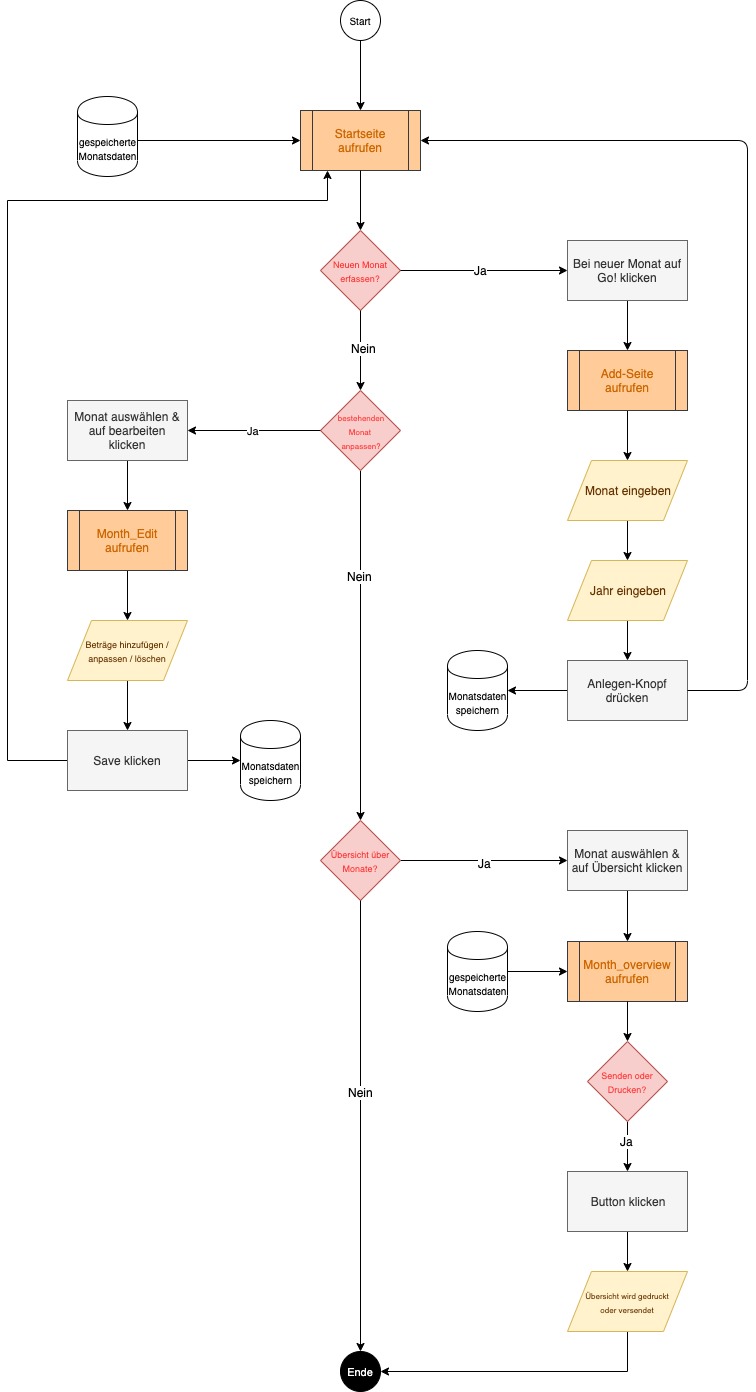 Start
gespeicherte
Monatsdaten
Startseite
aufrufen
Neuen Monat
erfassen?
Ja
Bei neuer Monat auf
Go! klicken
Nein
Add-Seite
aufrufen
bestehenden
Monat
anpassen?
Ja
Monat auswählen &
auf bearbeiten
klicken
Monat eingeben
Month_Edit
aufrufen
Nein
Jahr eingeben
Beträge hinzufügen /
anpassen / löschen
Anlegen-Knopf
drücken
Monatsdaten
speichern
Save klicken
Monatsdaten
speichern
Übersicht über
Monate?
Ja
Monat auswählen &
auf Übersicht klicken
gespeicherte
Monatsdaten
Month_overview
aufrufen
Senden oder
Drucken?
Nein
Ja
Button klicken
Übersicht wird gedruckt
oder versendet
Ende